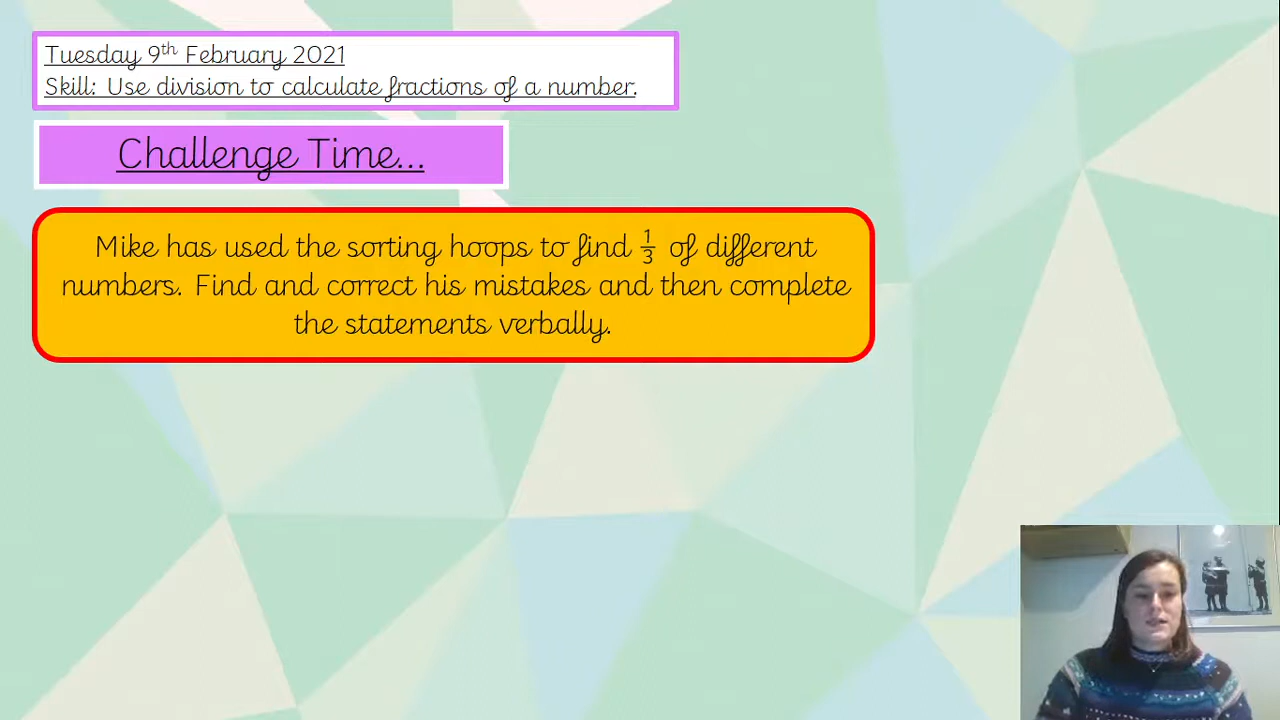 Tuesday 9th February 2021
Skill: Use division to calculate fractions of a number.
Challenge Time...
Mike has used the sorting hoops to find 1/3 of different
numbers. Find and correct his mistakes and then complete
the statements verbally.